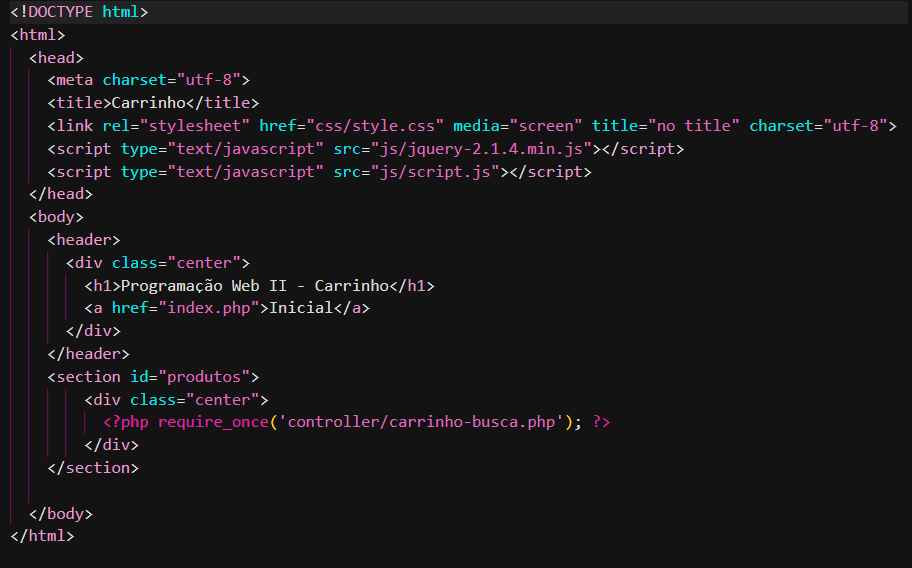 <!DOCTYPE html>
<html>
<head>
<meta charset="utf-8">
<title>Carrinho</title>
<link rel="stylesheet" href="css/style.css" media="screen" title="no title" charset="utf-8">
<script type="text/javascript" src="js/jquery-2.1.4.min.js"></script>
<script type="text/javascript" src="js/script.js"></script>
</head>
<body>
<header>
<div class="center">
<h1>Programação Web II - Carrinho</h1>
<a href="index.php">Inicial</a>
</div>
</header>
<section id="produtos">
<div class="center">
<?php require_once('controller/carrinho-busca.php'); ?>
</div>
</section>
</body>
</html>